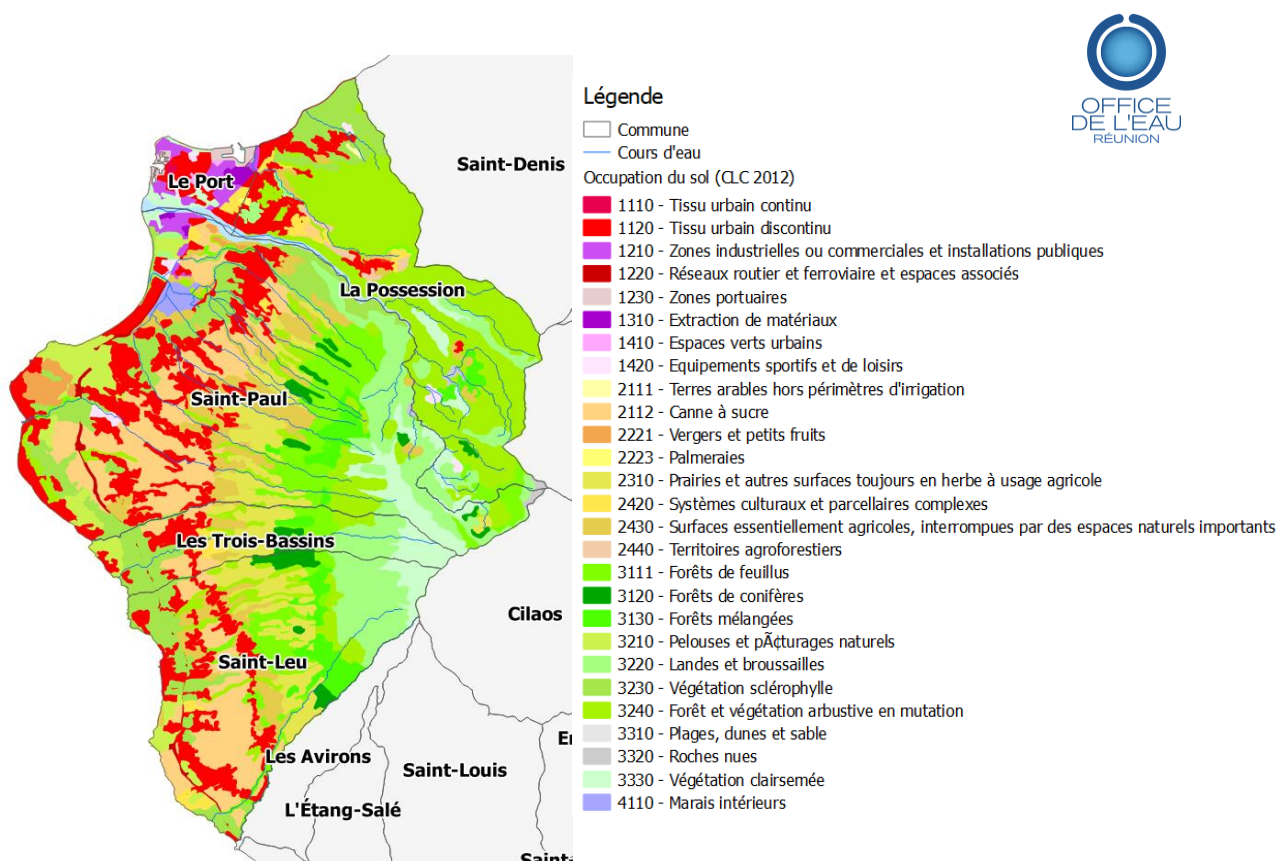 OFFICE
DE L'EAU
RÉUNION
Saint-Denis
Le Port
La Possession
Saint-Paul
Les Trois-Bassins
Cilaos
Saint-Leu
Les Avirons
Saint-Louis
L'Étang-Salé
Légende
Commune
Cours d'eau
Occupation du sol (CLC 2012)
1110 - Tissu urbain continu
1120 - Tissu urbain discontinu
1210 - Zones industrielles ou commerciales et installations publiques
1220 - Réseaux routier et ferroviaire et espaces associés
1230 - Zones portuaires
1310 - Extraction de matériaux
1410 - Espaces verts urbains
1420 - Equipements sportifs et de loisirs
2111 - Terres arables hors périmètres d'irrigation
2112 - Canne à sucre
2221 - Vergers et petits fruits
2223 - Palmeraies
2310 - Prairies et autres surfaces toujours en herbe à usage agricole
2420 - Systèmes culturaux et parcellaires complexes
2430 - Surfaces essentiellement agricoles, interrompues par des espaces naturels importants
2440 - Territoires agroforestiers
3111 - Forêts de feuillus
3120 - Forêts de conifères
3130 - Forêts mélangées
3210 - Pelouses et pÃ¢turages naturels
3220 - Landes et broussailles
3230 - Végétation sclérophylle
3240 - Forêt et végétation arbustive en mutation
3310 - Plages, dunes et sable
3320 - Roches nues
3330 - Végétation clairsemée
4110 - Marais intérieurs